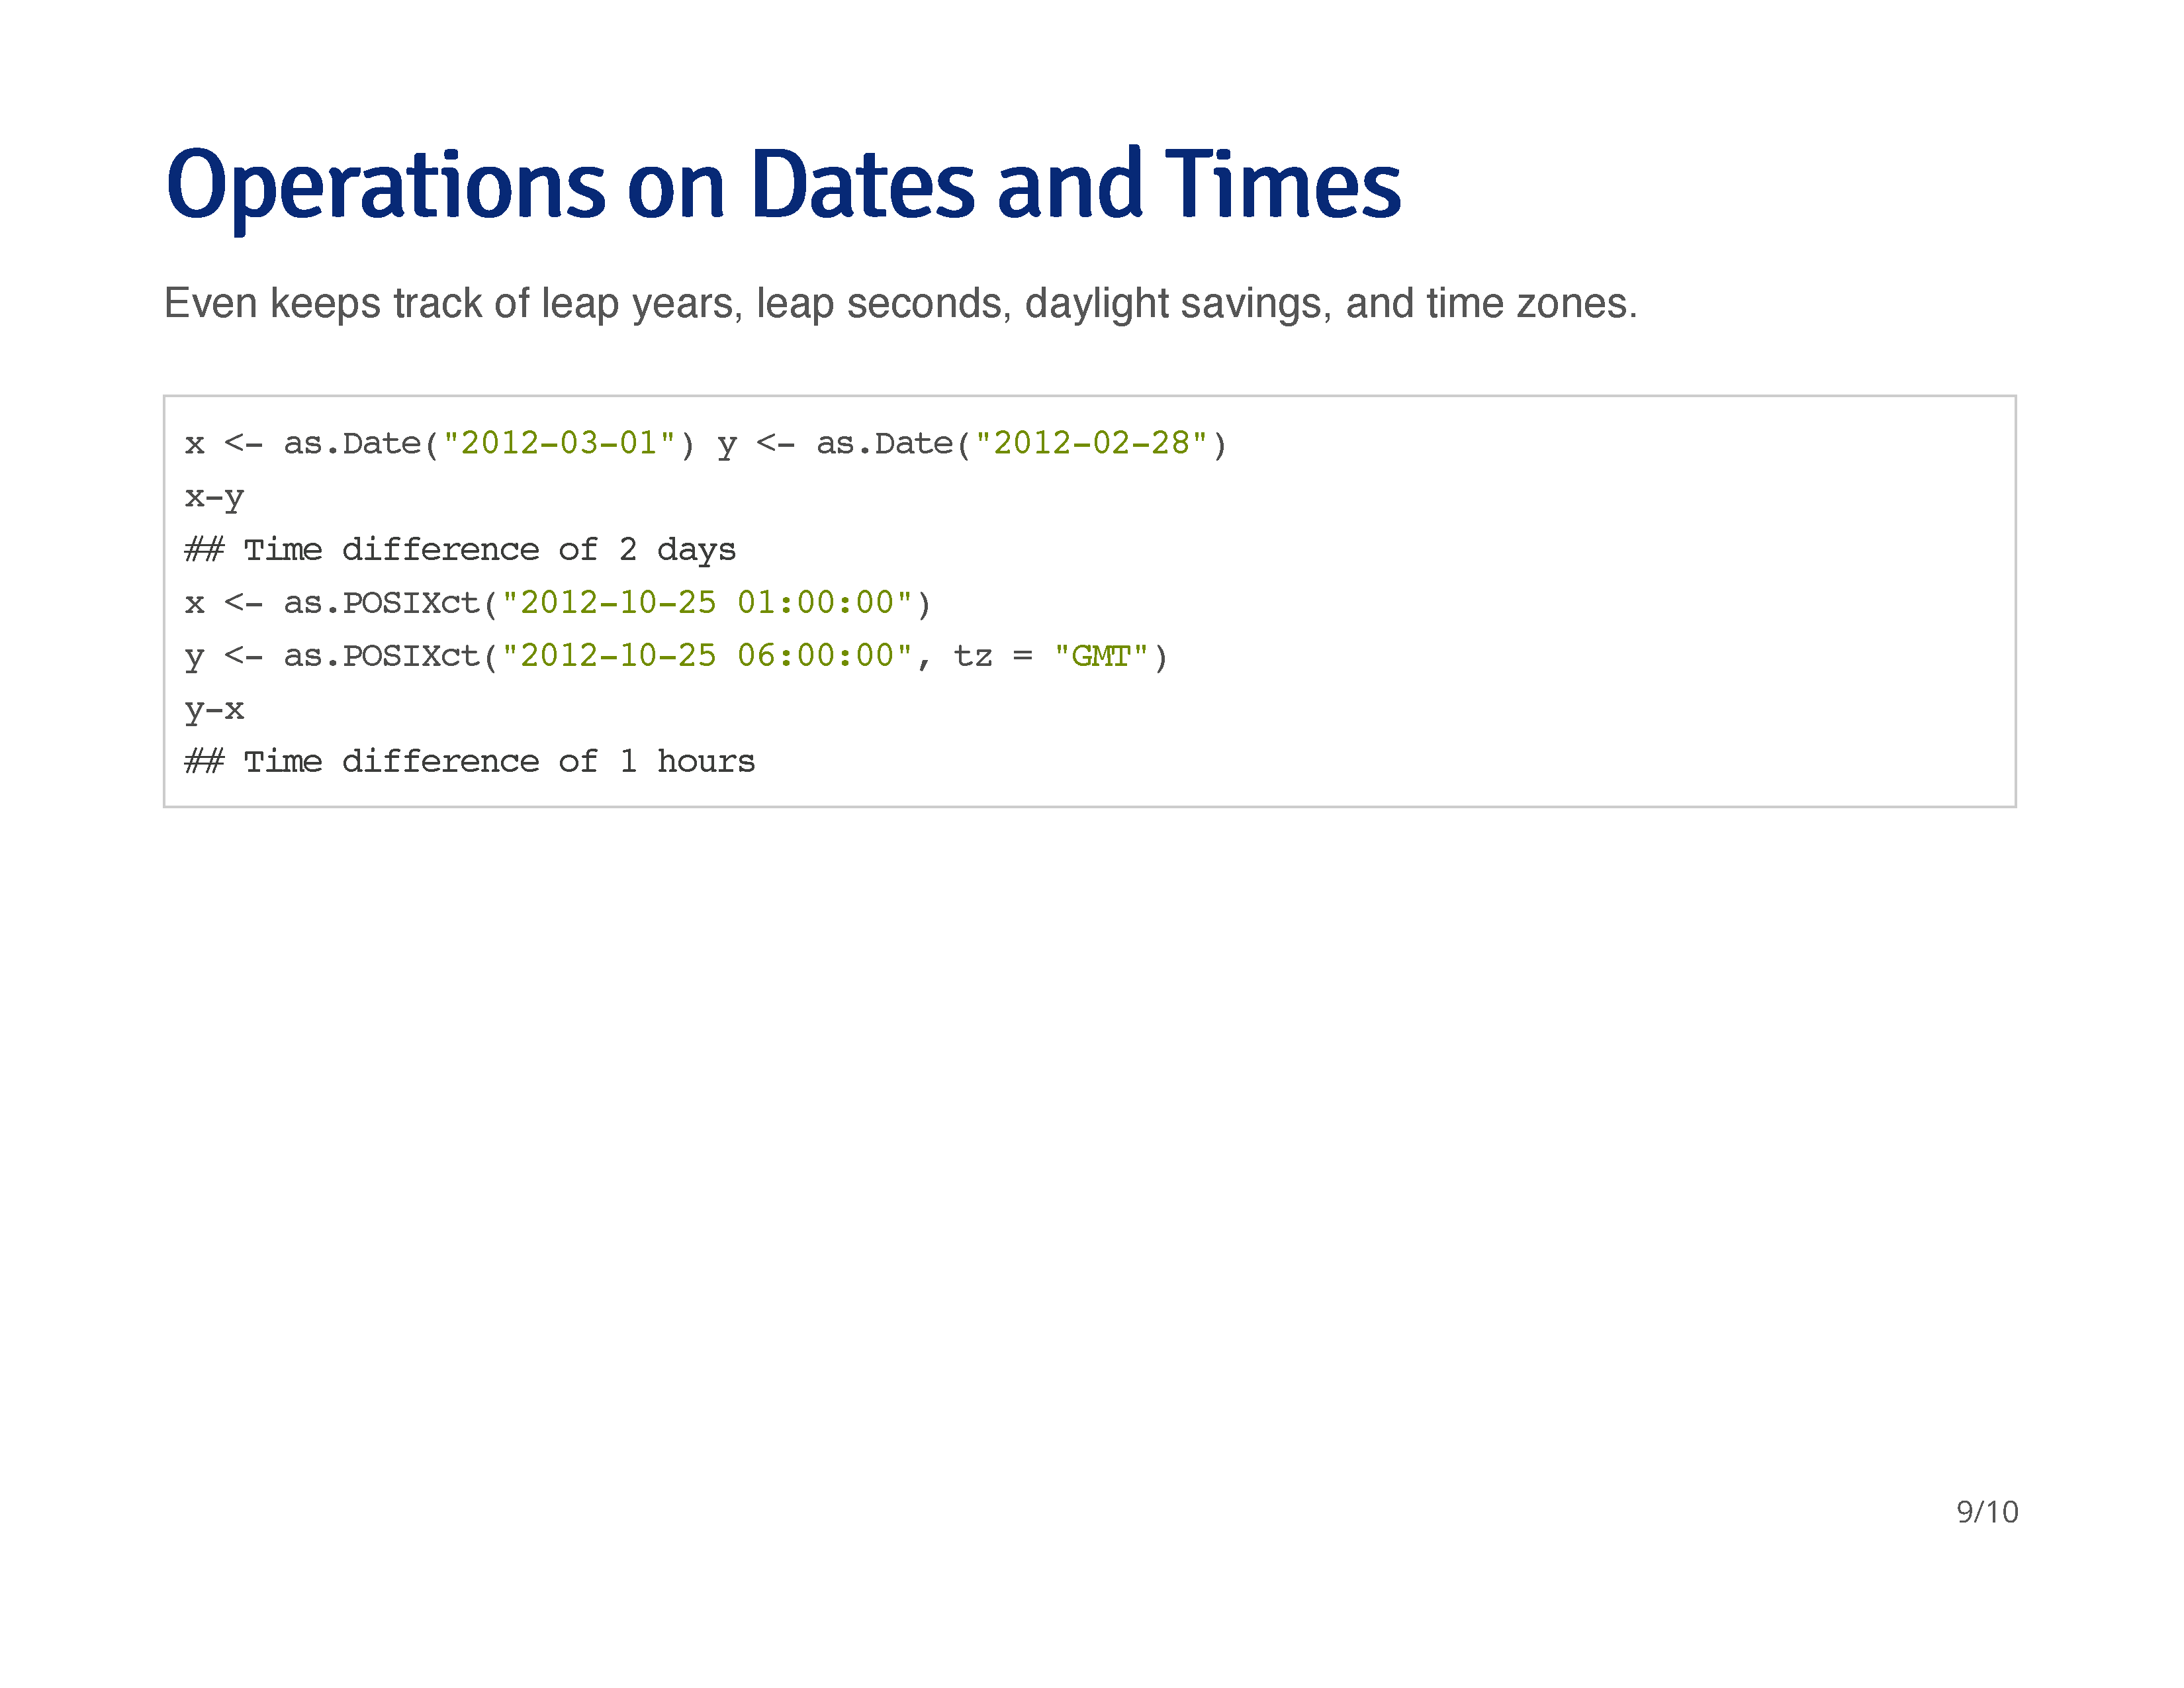 Operations on Dates and Times
Even keeps track of leap years, leap seconds, daylight savings, and time zones.
x <- as.Date("2012-03-01") y <- as.Date("2012-02-28")
x-y
## Time difference of 2 days
x <- as.POSIXct("2012-10-25 01:00:00")
y <- as.POSIXct("2012-10-25 06:00:00", tz = "GMT")
y-x
## Time difference of 1 hours
9/10